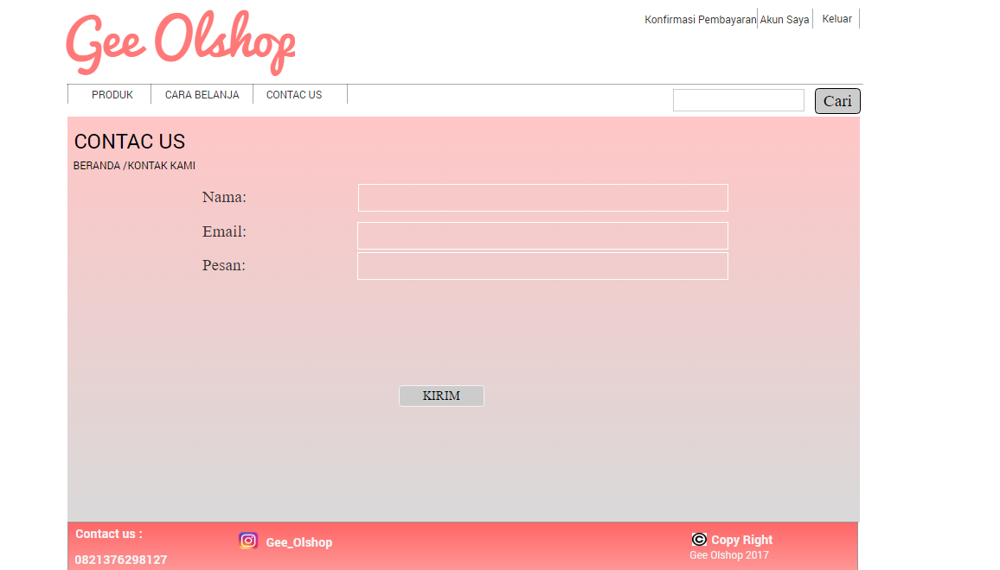 Gee Olshop
Konfirmasi Pembayaran Akun Saya Keluar
PRODUK CARA BELANJA CONTAC US Cari
CONTAC US
BERANDA /KONTAK KAMI
Nama:
Email:
Pesan:
KIRIM
Contact us :
0821376298127
Gee_Olshop
© Copy Right
Gee Olshop 2017